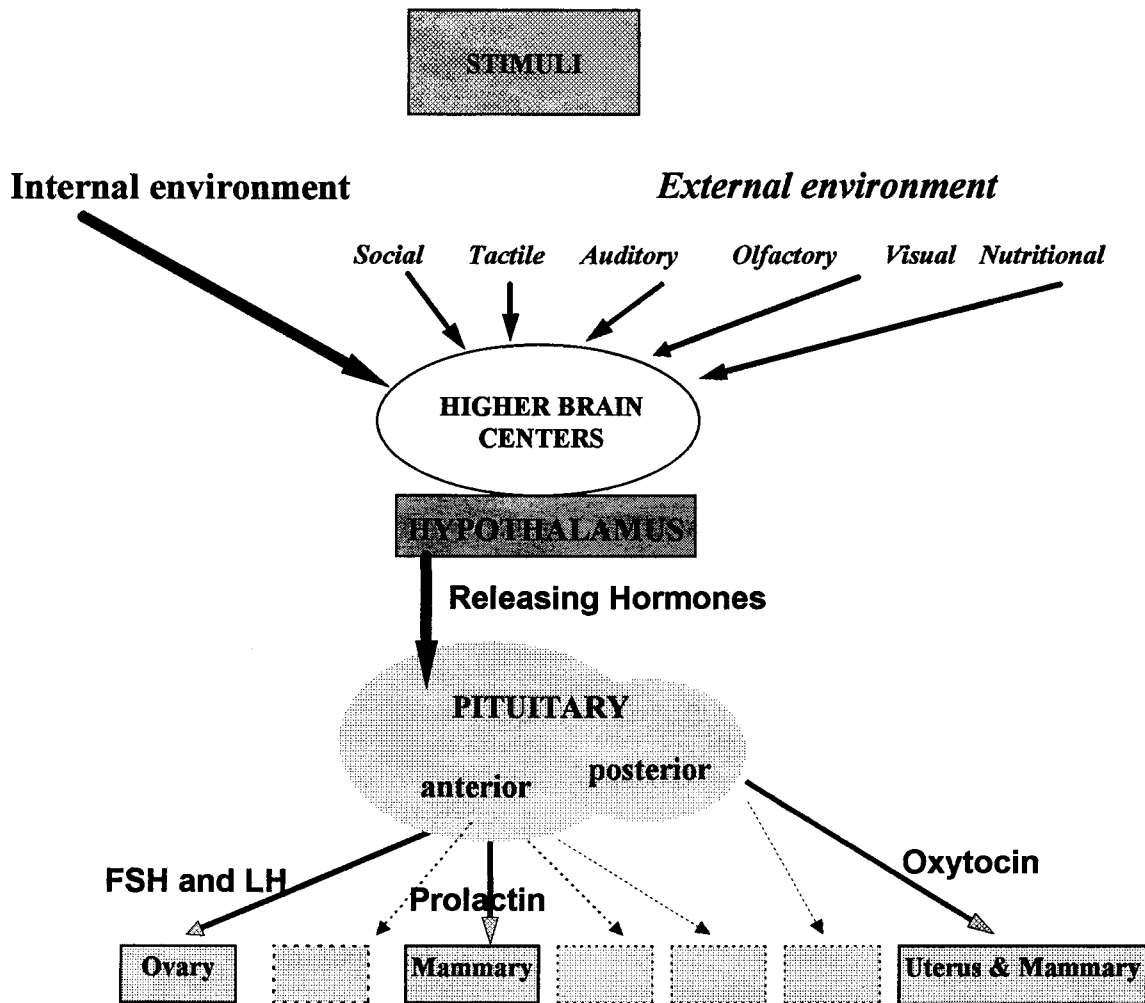 STIMULI
Internal environment
External environment
Social Tactile Auditory Olfactory Visual Nutritional
HIGHER BRAIN
CENTERS
HYPOTHALAMUS
Releasing Hormones
PITUITARY
anterior
posterior
FSH and LH
Prolactin
Oxytocin
Ovary
Mammary
Uterus & Mammary